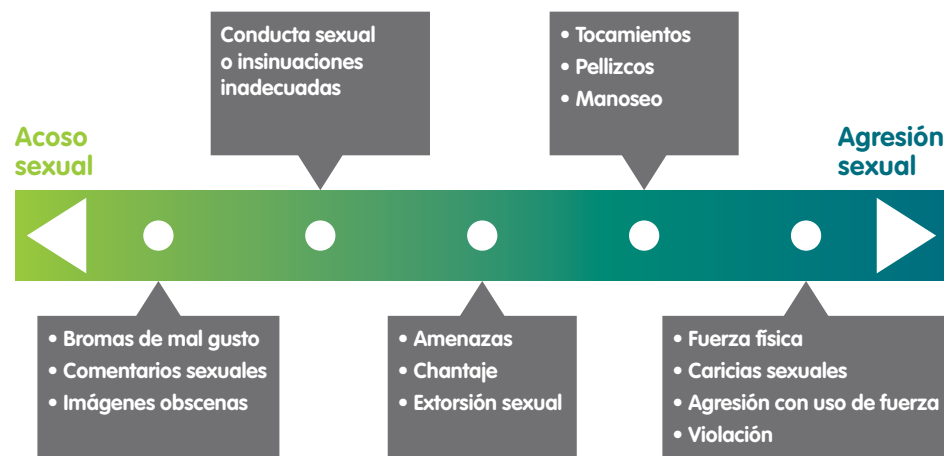 Conducta sexual
o insinuaciones
inadecuadas
• Tocamientos
• Pellizcos
• Manoseo
Acoso
sexual
Agresión
sexual
• Bromas de mal gusto
• Comentarios sexuales
• Imágenes obscenas
• Amenazas
• Chantaje
• Extorsión sexual
• Fuerza física
• Caricias sexuales
• Agresión con uso de fuerza
• Violación